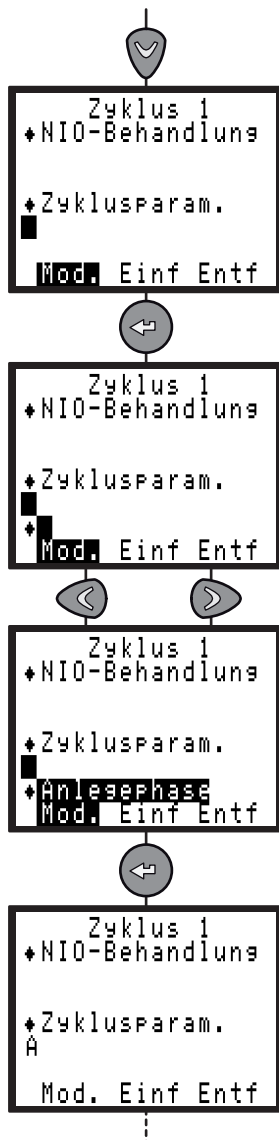 Zyklus 1
♦NIO-Behandlung
♦Zyklusparam.
Mod. Einf Entf
Zyklus 1
♦NIO-Behandlung
♦Zyklusparam.
♦
Mod. Einf Entf
Zyklus 1
♦NIO-Behandlung
♦Zyklusparam.
♦Anlegephase
Mod. Einf Entf
Zyklus 1
♦NIO-Behandlung
♦Zyklusparam.
A
Mod. Einf Entf